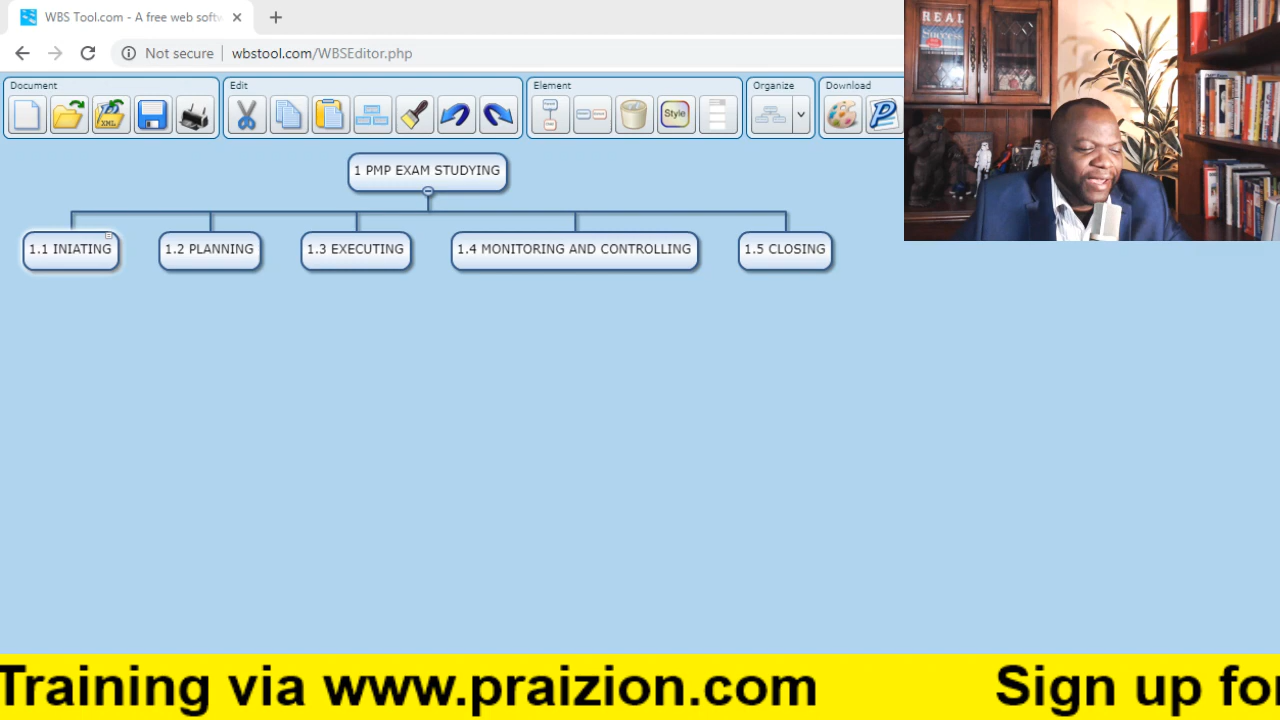 WBS Tool.com - A free web softw
Not secure
wbstool.com/WBSEditor.php
Document
Edit
Element
Organize
Download
XML
Style
1 PMP EXAM STUDYING
1.1 INIATING
1.2 PLANNING
1.3 EXECUTING
1.4 MONITORING AND CONTROLLING
1.5 CLOSING
REAL
Success
Training via www.praizion.com
Sign up for